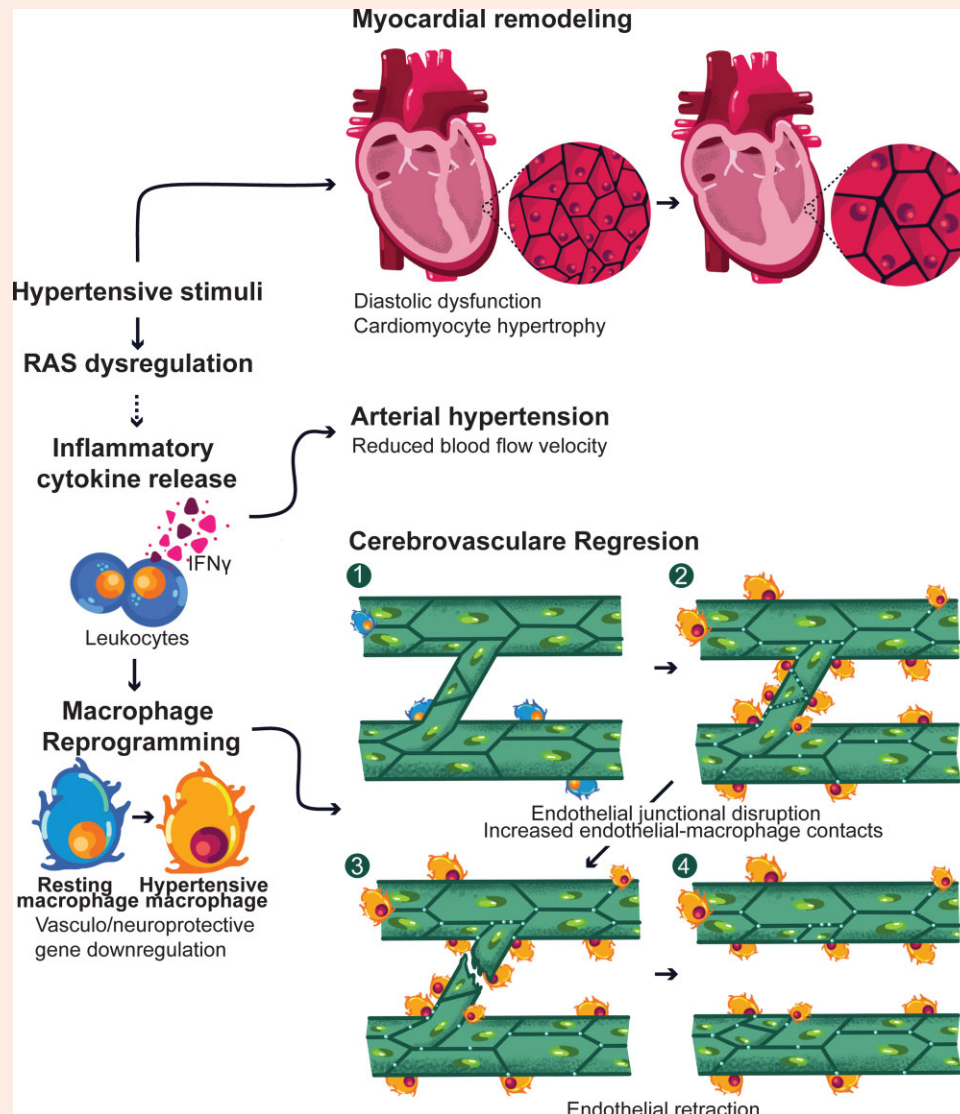 Myocardial remodeling
Diastolic dysfunction
Cardiomyocyte hypertrophy
Hypertensive stimuli
RAS dysregulation
Inflammatory
cytokine release
IFNγ
Leukocytes
Arterial hypertension
Reduced blood flow velocity
Macrophage
Reprogramming
Resting
macrophage
Hypertensive
macrophage
Vasculo/neuroprotective
gene downregulation
Cerebrovasculare Regresion
1
2
Endothelial junctional disruption
Increased endothelial-macrophage contacts
3
4
Endothelial retraction